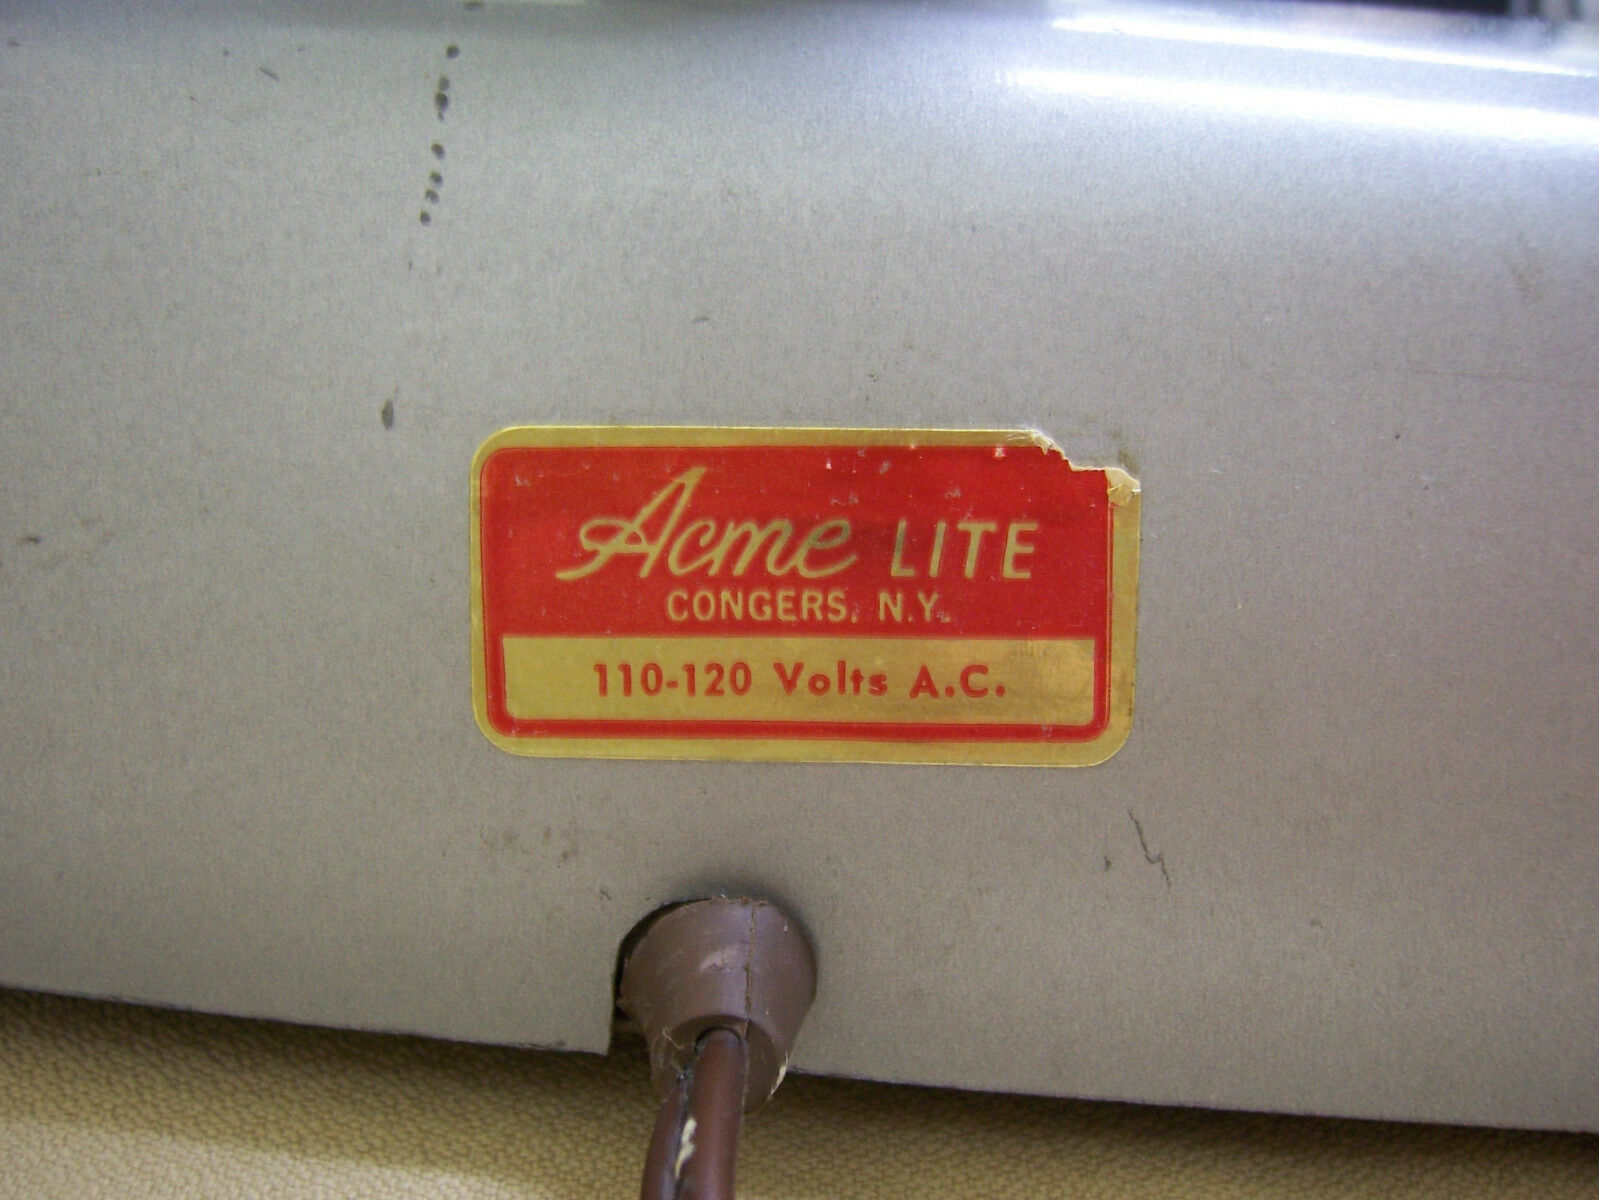 Acme LITE
CONGERS, N.Y.
110-120 Volts A.C.